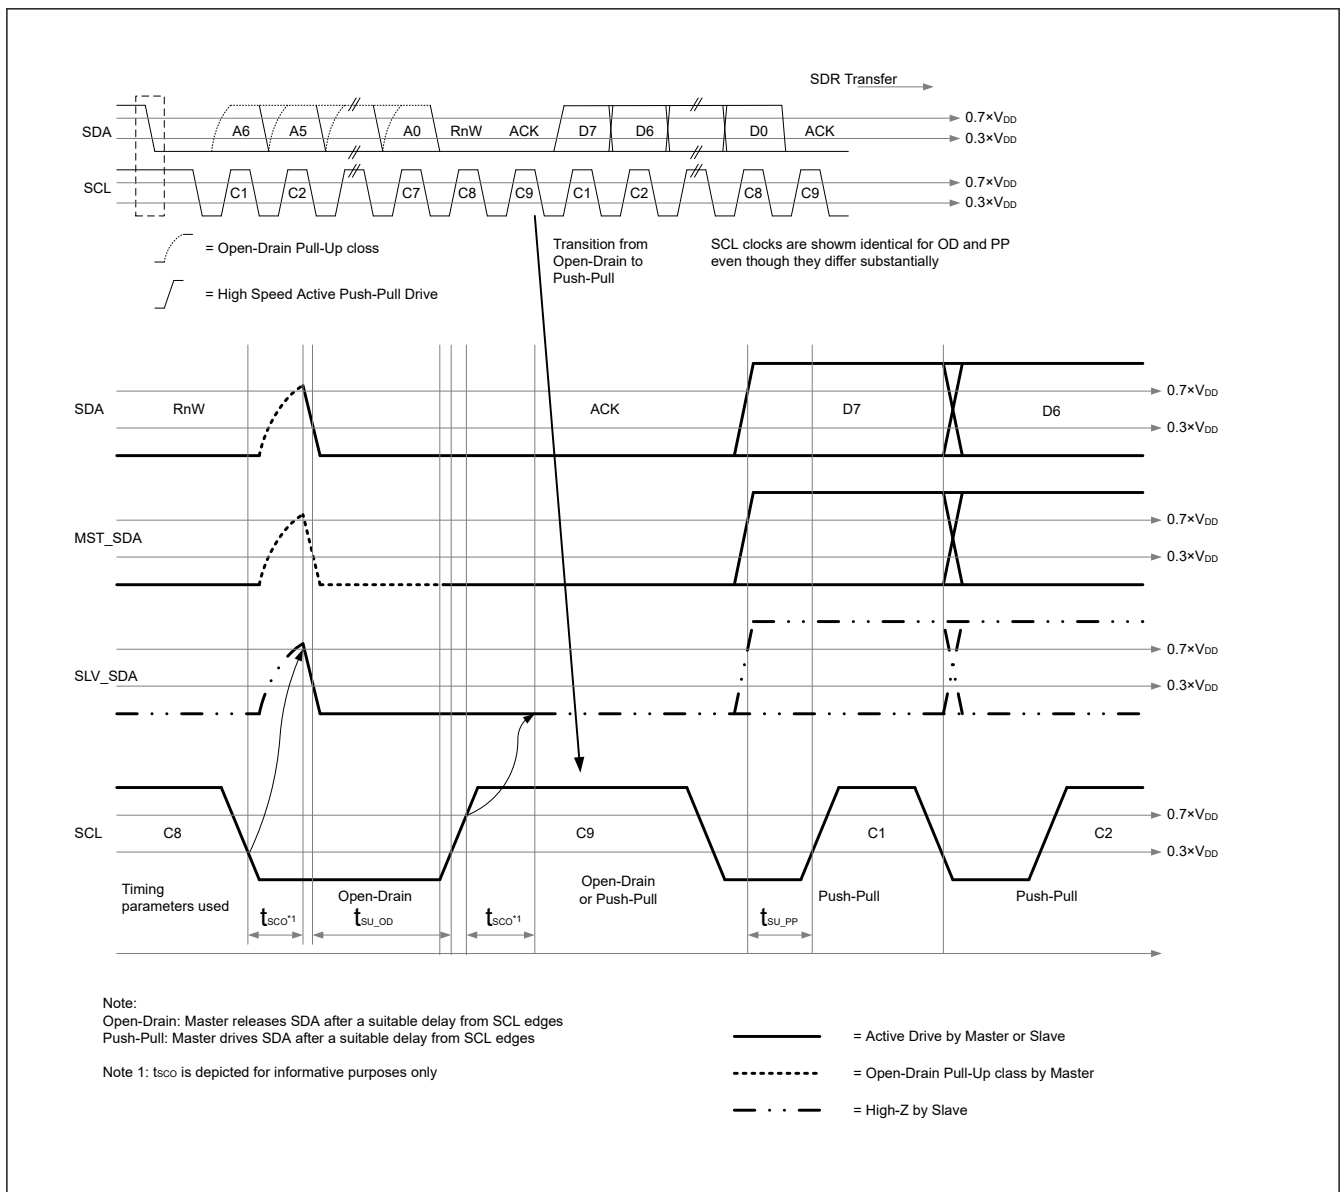 SDR Transfer
SDA A6 A5 A0 RnW ACK D7 D6 D0 ACK
0.7×VDD
0.3×VDD
SCL C1 C2 C7 C8 C9 C1 C2 C8 C9
0.7×VDD
0.3×VDD
= Open-Drain Pull-Up closs
= High Speed Active Push-Pull Drive
Transition from
Open-Drain to
Push-Pull
SCL clocks are showm identical for OD and PP
even though they differ substantially
SDA RnW ACK D7 D6
0.7×VDD
0.3×VDD
MST_SDA
0.7×VDD
0.3×VDD
SLV_SDA
0.7×VDD
0.3×VDD
SCL C8 C9 C1 C2
0.7×VDD
0.3×VDD
Timing
parameters used
Open-Drain
Open-Drain
or Push-Pull
Push-Pull
Push-Pull
tSCO*1 tSU_OD tSCO*1 tSU_PP
Note:
Open-Drain: Master releases SDA after a suitable delay from SCL edges
Push-Pull: Master drives SDA after a suitable delay from SCL edges
Note 1: tSCO is depicted for informative purposes only
= Active Drive by Master or Slave
= Open-Drain Pull-Up class by Master
= High-Z by Slave